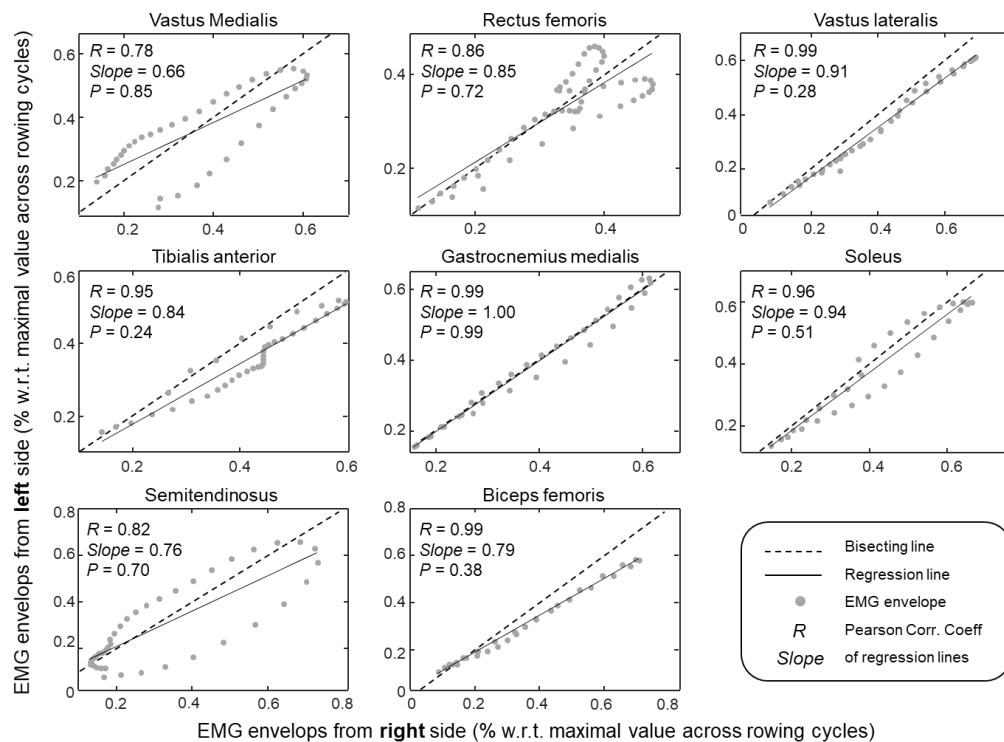 Vastus Medialis
R = 0.78
Slope = 0.66
P = 0.85
0.6
0.4
0.2
0.2
0.4
0.6
Rectus femoris
R = 0.86
Slope = 0.85
P = 0.72
0.4
0.2
0.2
0.4
Vastus lateralis
R = 0.99
Slope = 0.91
P = 0.28
0.6
0.4
0.2
0
0
0.2
0.4
0.6
Tibialis anterior
R = 0.95
Slope = 0.84
P = 0.24
0.6
0.4
0.2
0.2
0.4
0.6
Gastrocnemius medialis
R = 0.99
Slope = 1.00
P = 0.99
0.6
0.4
0.2
0.2
0.4
0.6
Soleus
R = 0.96
Slope = 0.94
P = 0.51
0.6
0.4
0.2
0.2
0.4
0.6
Semitendinosus
R = 0.82
Slope = 0.76
P = 0.70
0.8
0.6
0.4
0.2
0
0.2
0.4
0.6
0.8
Biceps femoris
R = 0.99
Slope = 0.79
P = 0.38
0.8
0.6
0.4
0.2
0
0
0.2
0.4
0.6
0.8
Bisecting line
Regression line
EMG envelope
R Pearson Corr. Coeff
Slope of regression lines
EMG envelops from left side (% w.r.t. maximal value across rowing cycles)
EMG envelops from right side (% w.r.t. maximal value across rowing cycles)